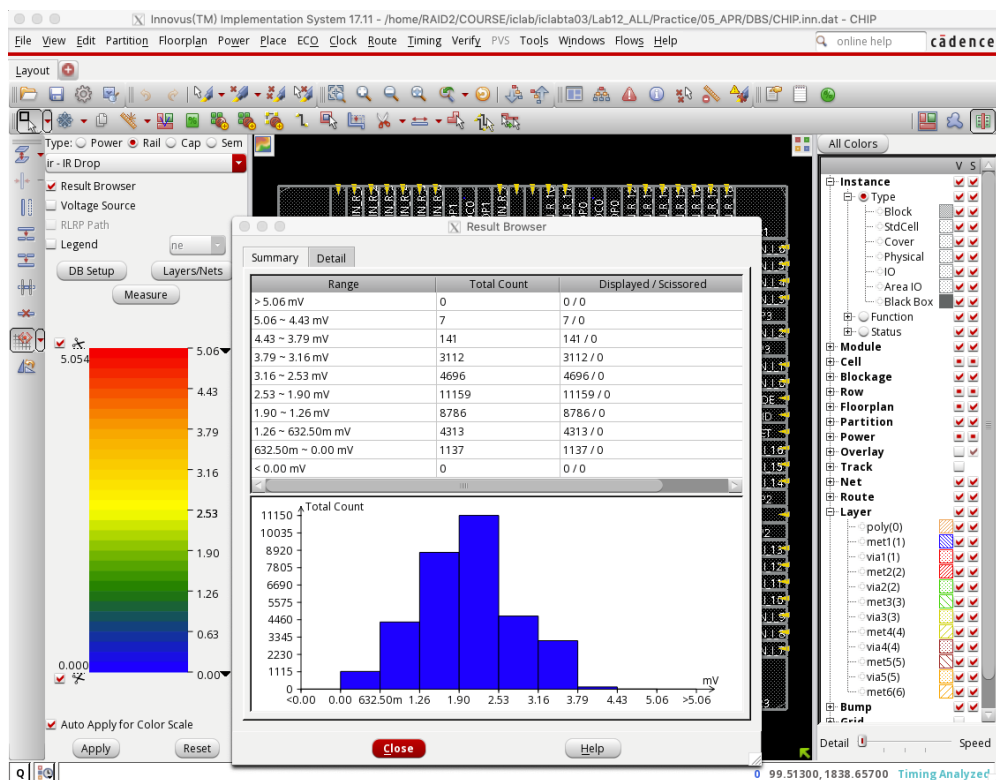 Innovus(TM) Implementation System 17.11 - /home/RAID2/COURSE/iclab/iclabta03/Lab12_ALL/Practice/05_APR/DBS/CHIP.inn.dat - CHIP
File View Edit Partition Floorplan Power Place ECO Clock Route Timing Verify PVS Tools Windows Flows Help
online help
cādence
Layout
Type: Power Rail Cap Sem
ir - IR Drop
Result Browser
Voltage Source
RLRP Path
Legend
ne
DB Setup
Layers/Nets
Measure
5.054
5.06
4.43
3.79
3.16
2.53
1.90
1.26
0.63
0.000
0.00
Auto Apply for Color Scale
Apply
Reset
Result Browser
Summary
Detail
Range Total Count Displayed / Scissored
> 5.06 mV 0 0 / 0
5.06 ~ 4.43 mV 7 7 / 0
4.43 ~ 3.79 mV 141 141 / 0
3.79 ~ 3.16 mV 3112 3112 / 0
3.16 ~ 2.53 mV 4696 4696 / 0
2.53 ~ 1.90 mV 11159 11159 / 0
1.90 ~ 1.26 mV 8786 8786 / 0
1.26 ~ 632.50m mV 4313 4313 / 0
632.50m ~ 0.00 mV 1137 1137 / 0
< 0.00 mV 0 0 / 0
Total Count
11150
10035
8920
7805
6690
5575
4460
3345
2230
1115
0
mV
<0.00 0.00 632.50m 1.26 1.90 2.53 3.16 3.79 4.43 5.06 >5.06
Close
Help
All Colors
V S
Instance
Type
Block
StdCell
Cover
Physical
IO
Area IO
Black Box
Function
Status
Module
Cell
Blockage
Row
Floorplan
Partition
Power
Overlay
Track
Net
Route
Layer
poly(0)
met1(1)
via1(1)
met2(2)
via2(2)
met3(3)
via3(3)
met4(4)
via4(4)
met5(5)
via5(5)
met6(6)
Bump
Grid
Detail
Speed
Q
0 99.51300, 1838.65700 Timing Analyzed